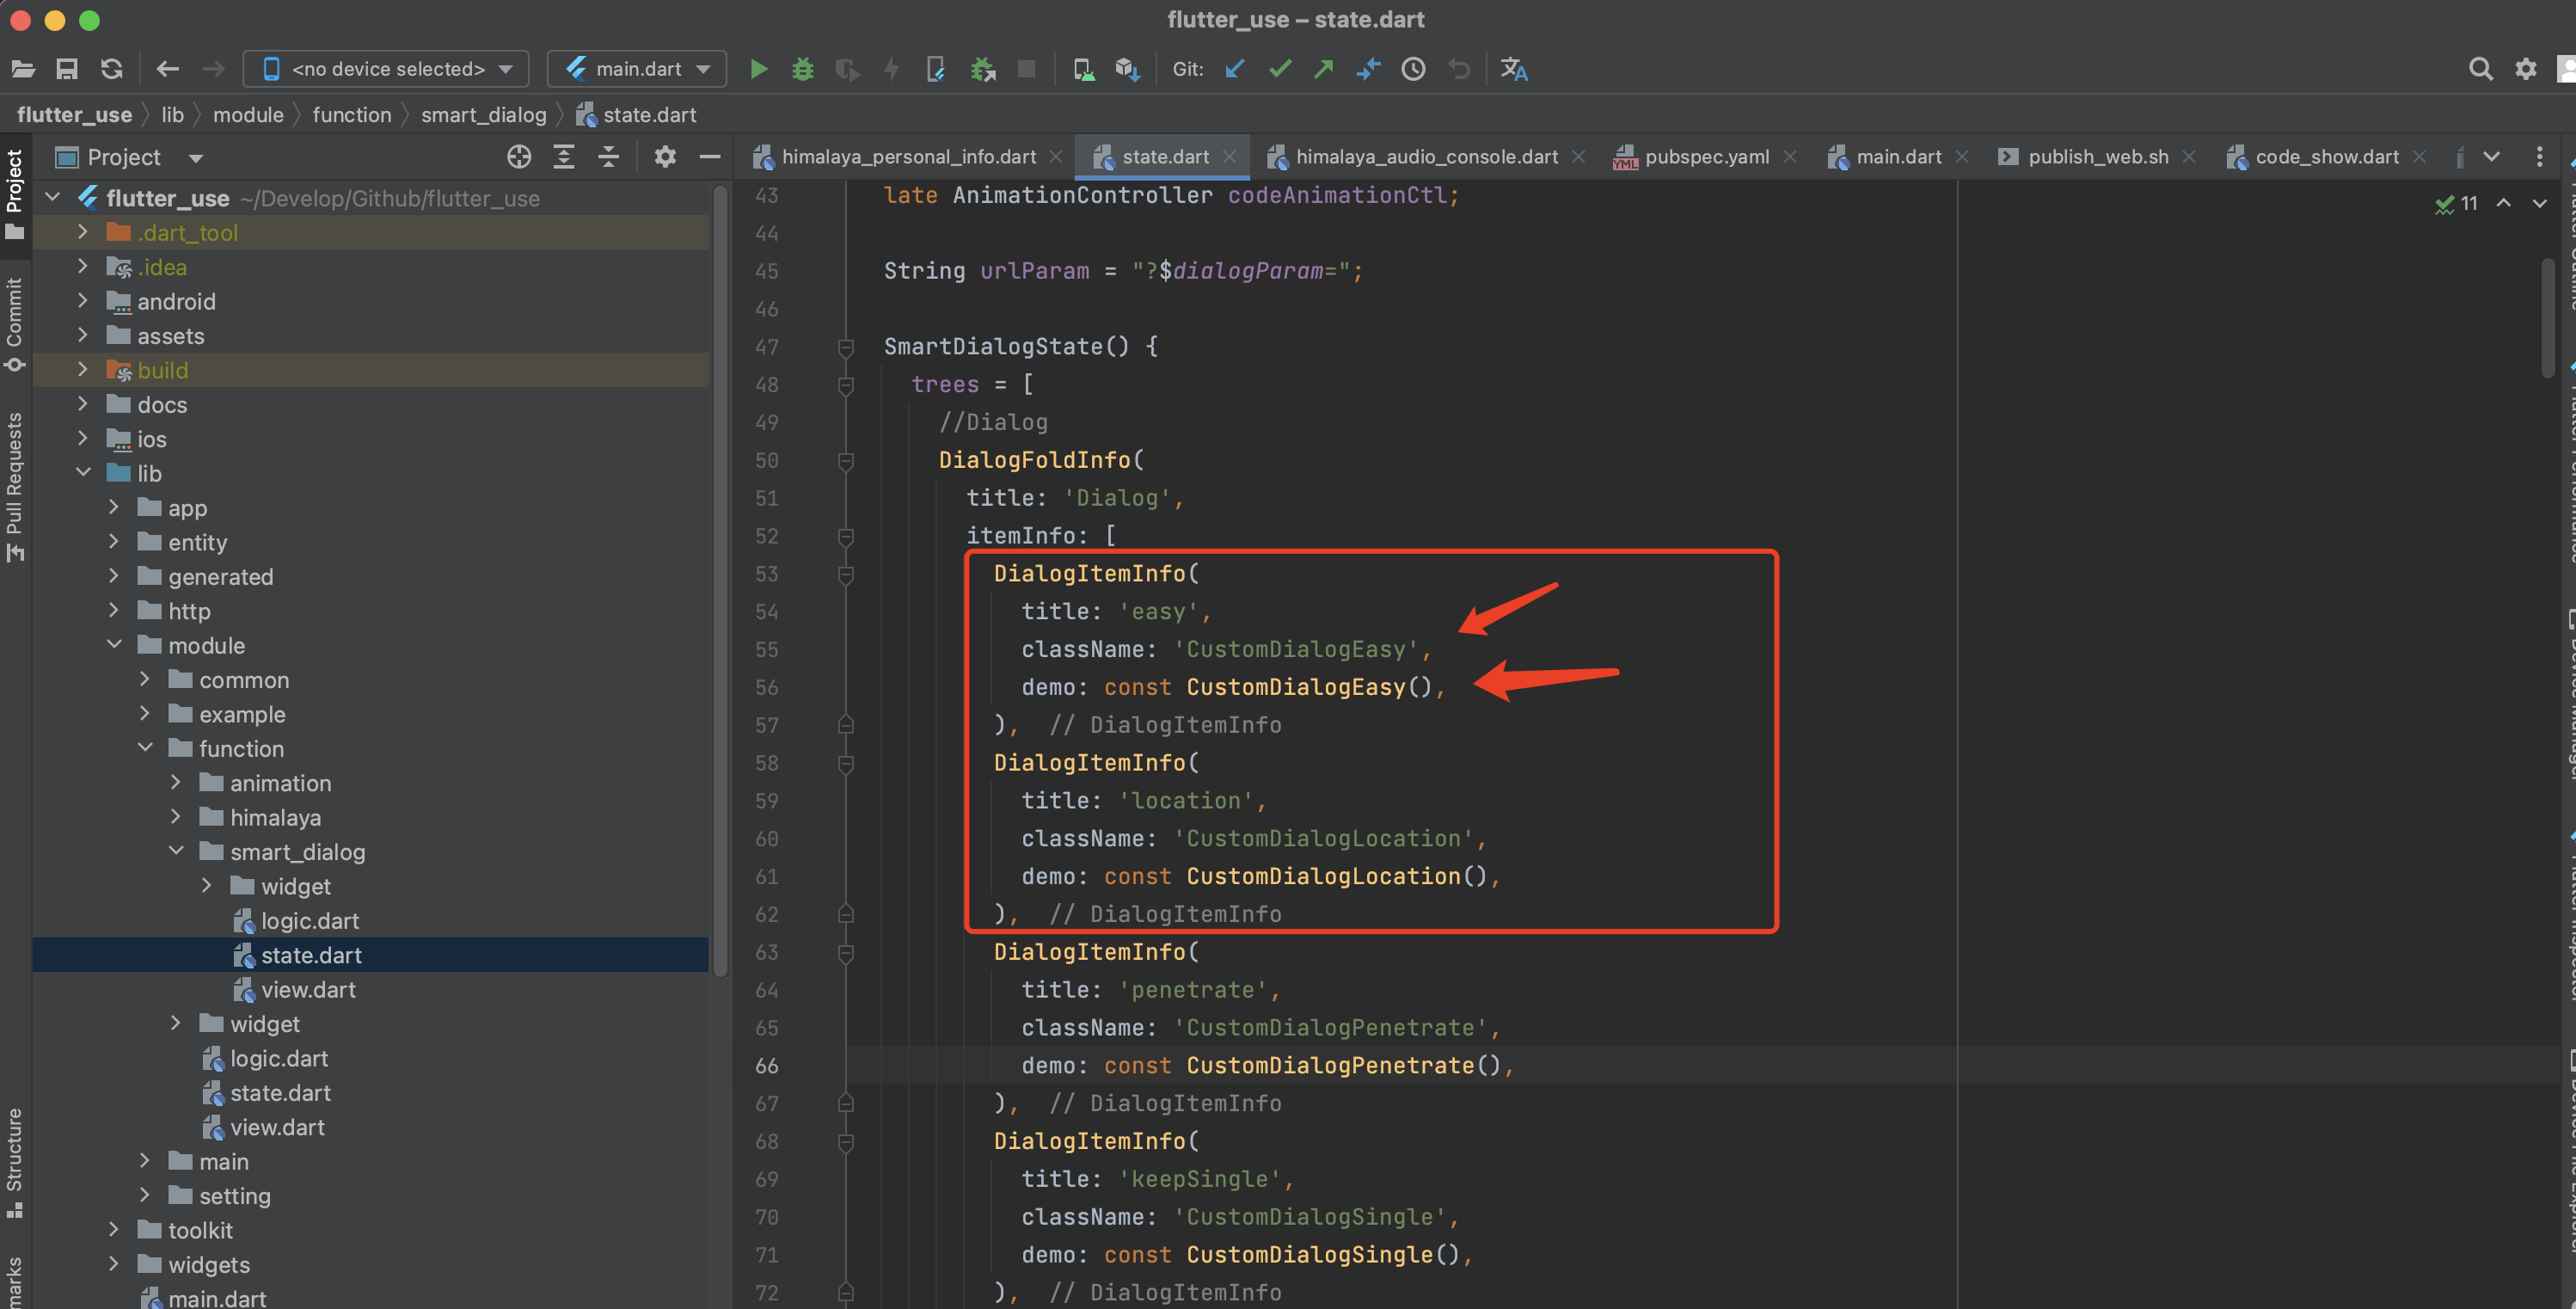 flutter_use – state.dart
<no device selected>
main.dart
Git:
flutter_use
lib
module
function
smart_dialog
state.dart
Project
Commit
Pull Requests
Structure
marks
Project
flutter_use ~/Develop/Github/flutter_use
.dart_tool
.idea
android
assets
build
docs
ios
lib
app
entity
generated
http
module
common
example
function
animation
himalaya
smart_dialog
widget
logic.dart
state.dart
view.dart
widget
logic.dart
state.dart
view.dart
main
setting
toolkit
widgets
main.dart
himalaya_personal_info.dart
state.dart
himalaya_audio_console.dart
YML
pubspec.yaml
main.dart
publish_web.sh
code_show.dart
11
43 late AnimationController codeAnimationCtl;
44
45 String urlParam = "?$dialogParam=";
46
47 SmartDialogState() {
48 trees = [
49 //Dialog
50 DialogFoldInfo(
51 title: 'Dialog',
52 itemInfo: [
53 DialogItemInfo(
54 title: 'easy',
55 className: 'CustomDialogEasy',
56 demo: const CustomDialogEasy(),
57 ), // DialogItemInfo
58 DialogItemInfo(
59 title: 'location',
60 className: 'CustomDialogLocation',
61 demo: const CustomDialogLocation(),
62 ), // DialogItemInfo
63 DialogItemInfo(
64 title: 'penetrate',
65 className: 'CustomDialogPenetrate',
66 demo: const CustomDialogPenetrate(),
67 ), // DialogItemInfo
68 DialogItemInfo(
69 title: 'keepSingle',
70 className: 'CustomDialogSingle',
71 demo: const CustomDialogSingle(),
72 ), // DialogItemInfo